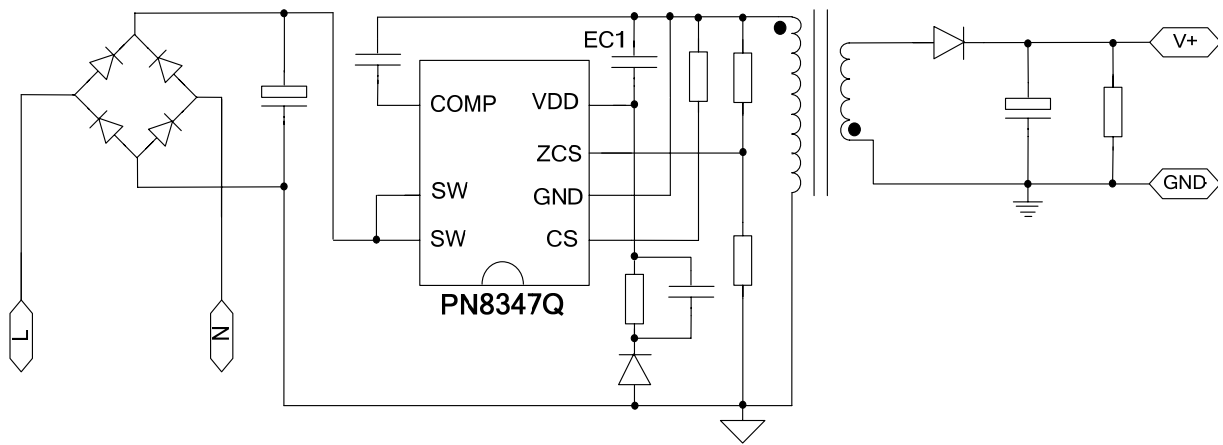 EC1
V+
COMP
VDD
ZCS
SW
GND
GND
SW
CS
PN8347Q
L
N